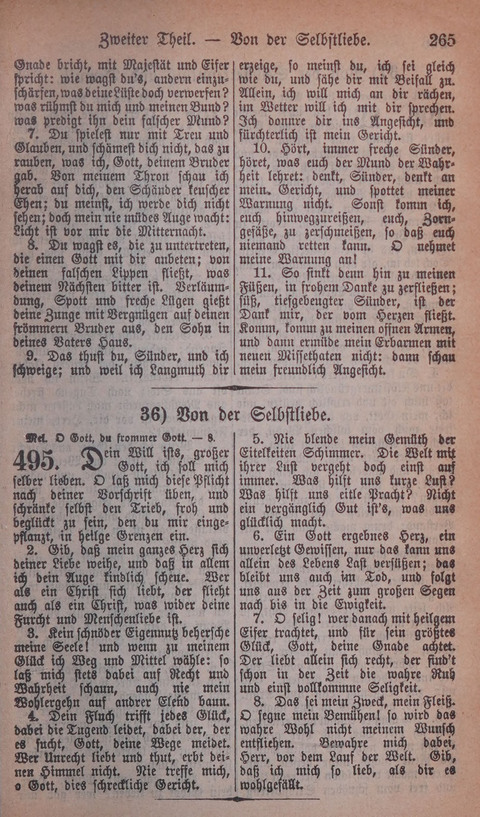 Zweiter Theil. — Von der Selbstliebe. 265
Gnade bricht, mit Majestät und Eifer
spricht: wie wagst du's, andern einzu-
schärfen, was deine Lüste doch verwerfen?
was rühmst du mich und meinen Bund?
was predigt ihn dein falscher Mund?
7. Du spielest nur mit Treu und
Glauben, und schämest dich nicht, das zu
rauben, was ich, Gott, deinem Bruder
gab. Von meinem Thron schau ich
herab auf dich, den Schänder keuscher
Ehen; du meinst, ich werde dich nicht
sehen; doch mein nie müdes Auge wacht:
Licht ist vor mir die Mitternacht.
8. Du wagst es, die zu untertreten,
die einen Gott mit dir anbeten; von
deinen falschen Lippen fließt, was
deinem Nächsten bitter ist. Verläum-
dung, Spott und freche Lügen gießt
deine Zunge mit Vergnügen auf deinen
frömmern Bruder aus, den Sohn in
deines Vaters Haus.
9. Das thust du, Sünder, und ich
schweige; und weil ich Langmuth dir
erzeige, so meinst du, ich sei gleich
wie du, und sähe dir mit Beifall zu.
Allein, ich will mich an dir rächen,
im Wetter will ich mit dir sprechen.
Ich donnre dir ins Angesicht, und
fürchterlich ist mein Gericht.
10. Hört, immer freche Sünder,
höret, was euch der Mund der Wahr-
heit lehret: denkt, Sünder, denkt an
mein Gericht, und spottet meiner
Warnung nicht. Sonst komm ich,
euch hinwegzureißen, euch, Zorn-
gefäße, zu zerschmeißen, so daß euch
niemand retten kann. O nehmet
meine Warnung an!
11. So sinkt denn hin zu meinen
Füßen, in frohem Danke zu zerfließen;
süß, tiefgebeugter Sünder, ist der
Dank mir, der vom Herzen fließt.
Komm, komm zu meinen offnen Armen,
und dann ermüde mein Erbarmen mit
neuen Missethaten nicht: dann schau
mein freundlich Angesicht.
36) Von der Selbstliebe.
Mel. O Gott, du frommer Gott. — 8.
495. Dein Will ists, großer
Gott, ich soll mich
selber lieben. O laß mich diese Pflicht
nach deiner Vorschrift üben, und
schränke selbst den Trieb, froh und
beglückt zu sein, den du mir einge-
pflanzt, in heilge Grenzen ein.
2. Gib, daß mein ganzes Herz sich
deiner Liebe weihe, und daß in allem
ich dein Auge kindlich scheue. Wer
als ein Christ sich liebt, der flieht
auch als ein Christ, was wider deine
Furcht und Menschenliebe ist.
3. Kein schnöder Eigennutz behersche
meine Seele! und wenn zu meinem
Glück ich Weg und Mittel wähle: so
laß mich stets dabei auf Recht und
Wahrheit schaun, auch nie mein
Wohlergehn auf andrer Elend baun.
4. Dein Fluch trifft jedes Glück,
dabei die Tugend leidet, dabei der, der
es sucht, Gott, deine Wege meidet.
Wer Unrecht liebt und thut, erbt dei-
nen Himmel nicht. Nie treffe mich,
o Gott, dies schreckliche Gericht.
5. Nie blende mein Gemüth der
Eitelkeiten Schimmer. Die Welt mit
ihrer Lust vergeht doch einst auf
immer. Was hilft uns kurze Lust?
Was hilft uns eitle Pracht? Nicht
ein vergänglich Gut ist's, was uns
glücklich macht.
6. Ein Gott ergebnes Herz, ein
unverletzt Gewissen, nur das kann uns
allein des Lebens Last versüßen; das
bleibt uns auch im Tod, und folgt
uns aus der Zeit zum großen Segen
nach bis in die Ewigkeit.
7. O selig! wer danach mit heilgem
Eifer trachtet, und für sein größtes
Glück, Gott, deine Gnade achtet.
Der liebt allein sich recht, der find't
schon in der Zeit die wahre Ruh
und einst vollkommne Seligkeit.
8. Das sei mein Zweck, mein Fleiß.
O segne mein Bemühen! so wird das
wahre Wohl nicht meinem Wunsch
entfliehen. Bewahre mich dabei,
Herr, vor dem Lauf der Welt. Gib,
daß ich mich so lieb, als dir es
wohlgefällt.